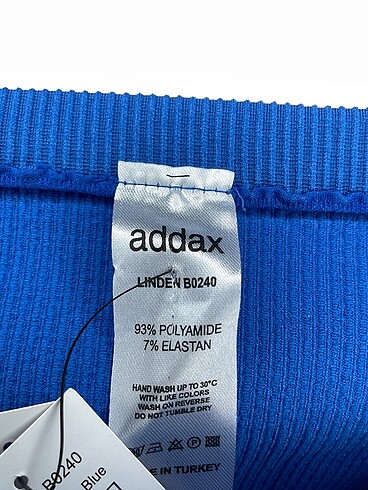 addax
LINDEN B0240
93% POLYAMIDE
7% ELASTAN
HAND WASH UP TO 30°C
WITH LIKE COLORS
WASH ON REVERSE
DO NOT TUMBLE DRY
IN TURKEY
B0240
Blue